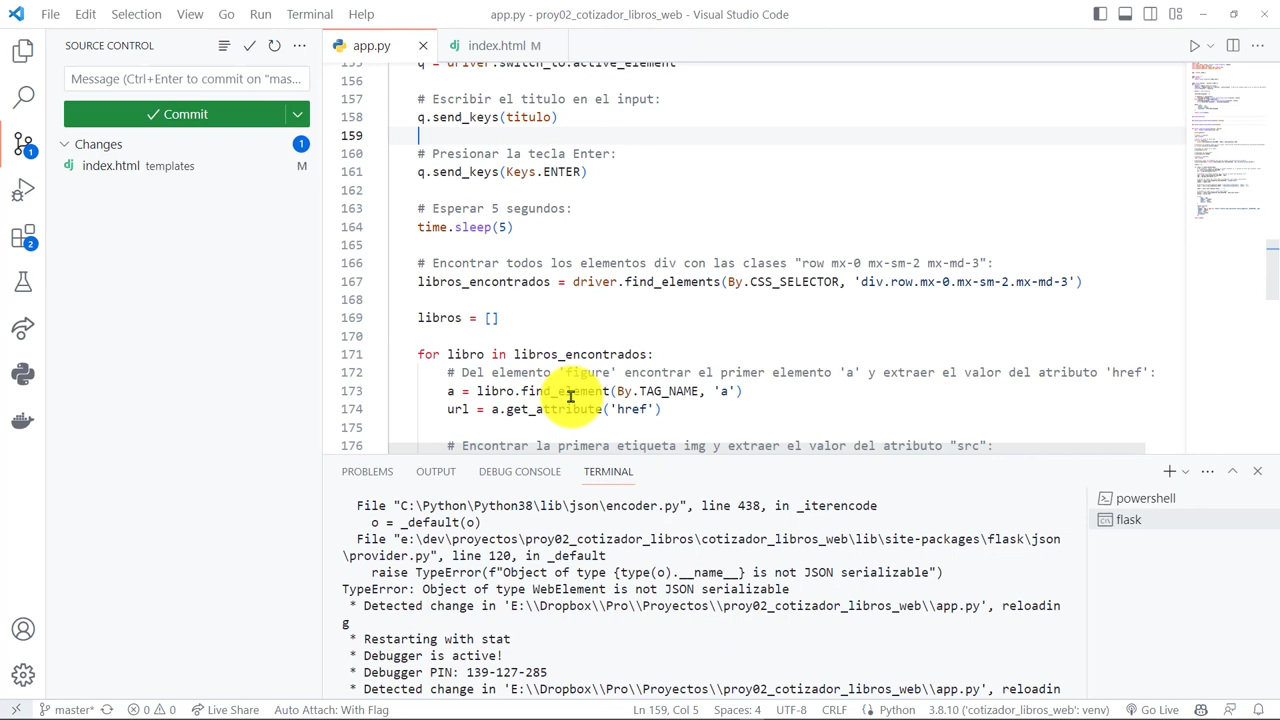 File Edit Selection View Go Run Terminal Help
app.py - proy02_cotizador_libros_web - Visual Studio Code
SOURCE CONTROL
app.py
index.html M
Message (Ctrl+Enter to commit on "mas...
Commit
Changes
1
index.html templates M
2
156
157 # Escribir el título en el input:
158 q.send_keys(titulo)
159
160 # Presionar la tecla Enter:
161
162
# Esperar segundos:
164 time.sleep( )
165
166 # Encontrar todos los elementos div con las clases "row mx-0 mx-sm-2 mx-md-3":
167 libros_encontrados = driver.find_elements(By.CSS_SELECTOR, 'div.row.mx-0.mx-sm-2.mx-md-3')
168
169 libros = []
170
171 for libro in libros_encontrados:
172 # Del elemento 'figure' encontrar el primer elemento 'a' y extraer el valor del atributo 'href':
173 a = libro.find_element(By.TAG_NAME, 'a')
174 url = a.get_attribute('href')
175
176 # Encontrar la primera etiqueta img y extraer el valor del atributo "src":
PROBLEMS OUTPUT DEBUG CONSOLE TERMINAL
File "C:\Python\Python38\lib\json\encoder.py", line 438, in _iterencode
o = _default(o)
File "e:\dev\proyectos\proy02_cotizador_libros\cotizador_libros_web\lib\site-packages\flask\json
\provider.py", line 120, in _default
raise TypeError(f"Object of type {type(o).__name__} is not JSON serializable")
TypeError: Object of type WebElement is not JSON serializable
* Detected change in 'E:\\Dropbox\\Pro\\Proyectos\\proy02_cotizador_libros_web\\app.py', reloadin
g
* Restarting with stat
* Debugger is active!
* Debugger PIN: 139-127-285
* Detected change in 'E:\\Dropbox\\Pro\\Proyectos\\proy02_cotizador_libros_web\\app.py', reloadin
powershell
flask
master* 0 0 Live Share Auto Attach: With Flag
Ln 159, Col 5 Spaces: 4 UTF-8 CRLF Python 3.8.10 ('cotizador_libros_web': venv) Go Live